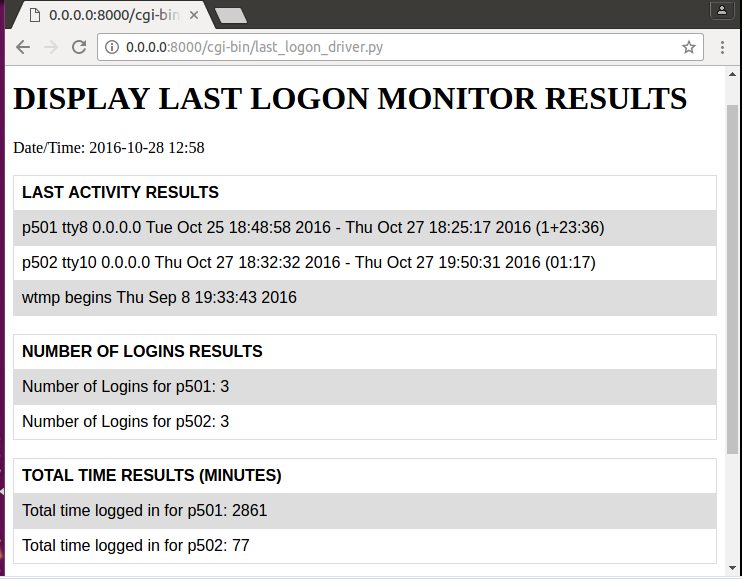 0.0.0.0:8000/cgi-bin
0.0.0.0:8000/cgi-bin/last_logon_driver.py
DISPLAY LAST LOGON MONITOR RESULTS
Date/Time: 2016-10-28 12:58
LAST ACTIVITY RESULTS
p501 tty8 0.0.0.0 Tue Oct 25 18:48:58 2016 - Thu Oct 27 18:25:17 2016 (1+23:36)
p502 tty10 0.0.0.0 Thu Oct 27 18:32:32 2016 - Thu Oct 27 19:50:31 2016 (01:17)
wtmp begins Thu Sep 8 19:33:43 2016
NUMBER OF LOGINS RESULTS
Number of Logins for p501: 3
Number of Logins for p502: 3
TOTAL TIME RESULTS (MINUTES)
Total time logged in for p501: 2861
Total time logged in for p502: 77